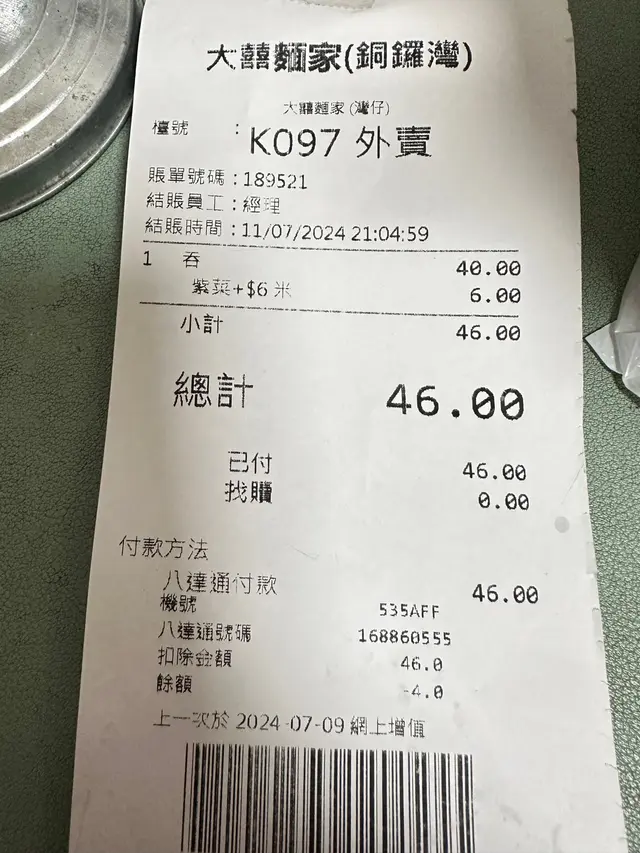 大囍麵家(銅鑼灣)
大囍麵家(灣仔)
檯號 : K097 外賣
賬單號碼 : 189521
結賬員工 : 經理
結賬時間 : 11/07/2024 21:04:59
1 吞 40.00
紫菜+$6 米 6.00
小計 46.00
總計 46.00
已付 46.00
找贖 0.00
付款方法
八達通付款 46.00
機號 535AFF
八達通號碼 168860555
扣除金額 46.0
餘額 -4.0
上一次於 2024-07-09 網上增值